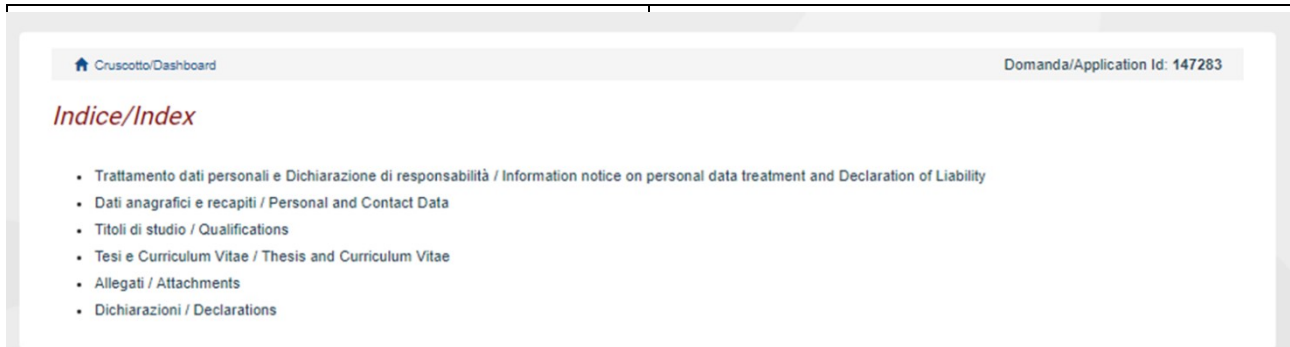 Cruscotto/Dashboard
Domanda/Application Id: 147283
Indice/Index
Trattamento dati personali e Dichiarazione di responsabilità / Information notice on personal data treatment and Declaration of Liability
Dati anagrafici e recapiti / Personal and Contact Data
Titoli di studio / Qualifications
Tesi e Curriculum Vitae / Thesis and Curriculum Vitae
Allegati / Attachments
Dichiarazioni / Declarations